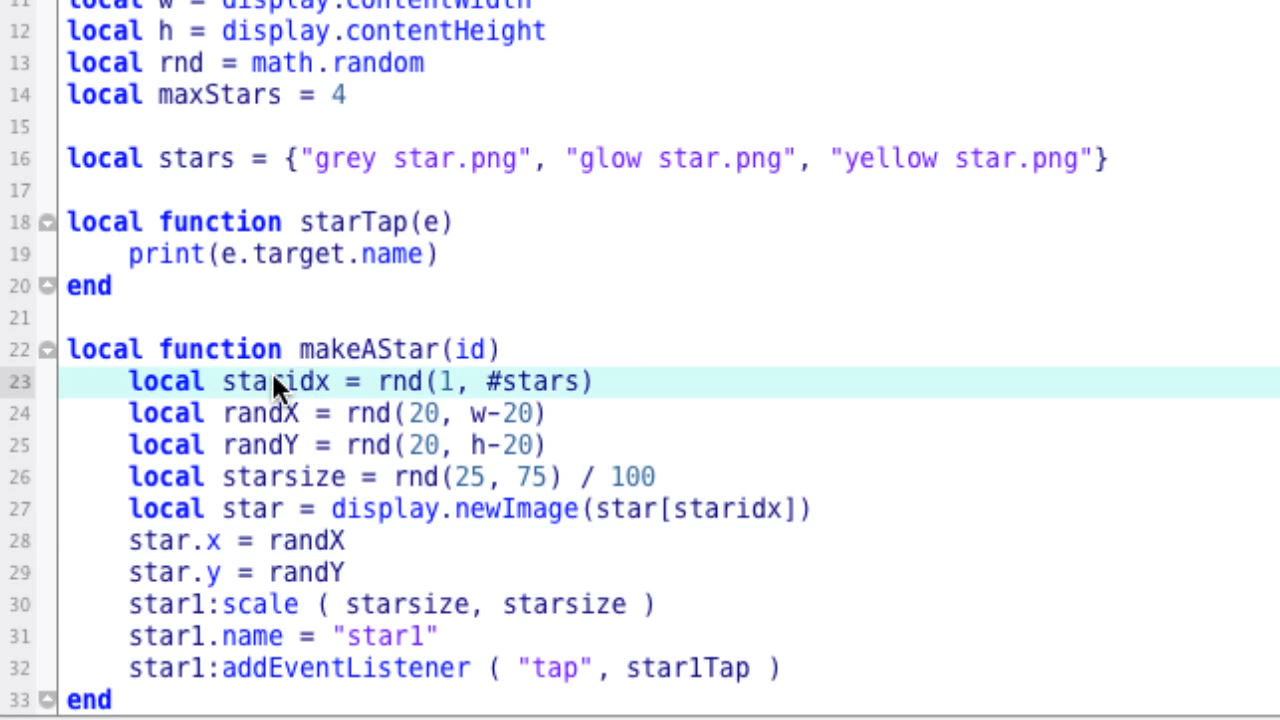 11 local w = display.contentWidth
12 local h = display.contentHeight
13 local rnd = math.random
14 local maxStars = 4
15
16 local stars = {"grey star.png", "glow star.png", "yellow star.png"}
17
18 local function starTap(e)
19 print(e.target.name)
20 end
21
22 local function makeAStar(id)
23 local staridx = rnd(1, #stars)
24 local randX = rnd(20, w-20)
25 local randY = rnd(20, h-20)
26 local starsize = rnd(25, 75) / 100
27 local star = display.newImage(star[staridx])
28 star.x = randX
29 star.y = randY
30 star1:scale ( starsize, starsize )
31 star1.name = "star1"
32 star1:addEventListener ( "tap", star1Tap )
33 end